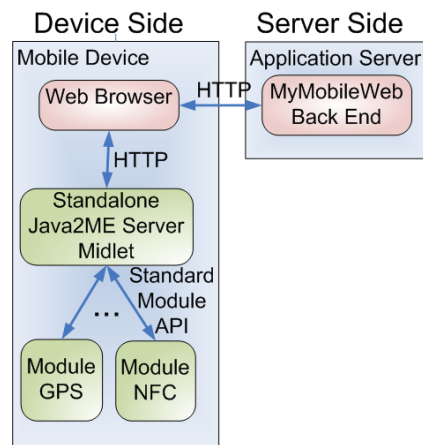 Device Side
Server Side
Mobile Device
Application Server
Web Browser
HTTP
MyMobileWeb
Back End
HTTP
Standalone
Java2ME Server
Midlet
Standard
Module
API
...
Module
GPS
Module
NFC